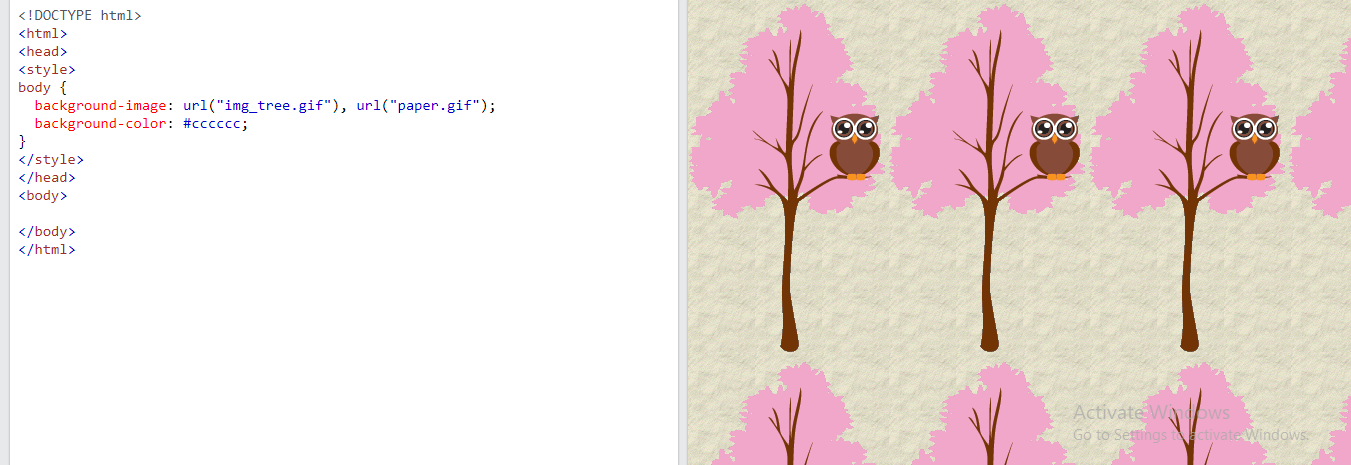 <!DOCTYPE html>
<html>
<head>
<style>
body {
  background-image: url("img_tree.gif"), url("paper.gif");
  background-color: #cccccc;
}
</style>
</head>
<body>

</body>
</html>
Activate Windows
Go to Settings to activate Windows.